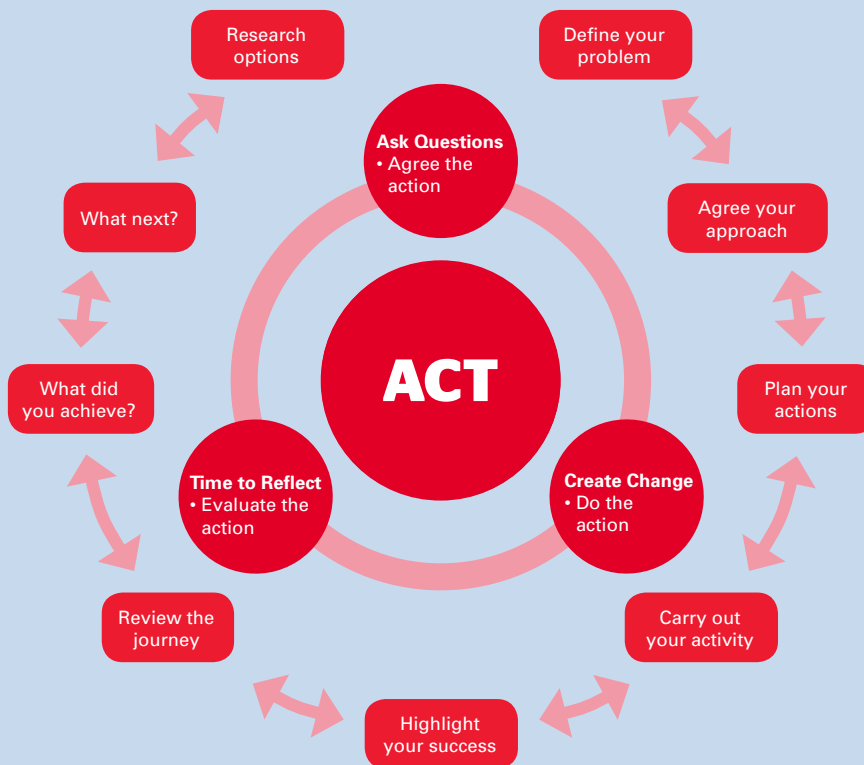 Research
options
Define your
problem
Ask Questions
• Agree the
action
What next?
Agree your
approach
ACT
What did
you achieve?
Plan your
actions
Time to Reflect
• Evaluate the
action
Create Change
• Do the
action
Review the
journey
Carry out
your activity
Highlight
your success